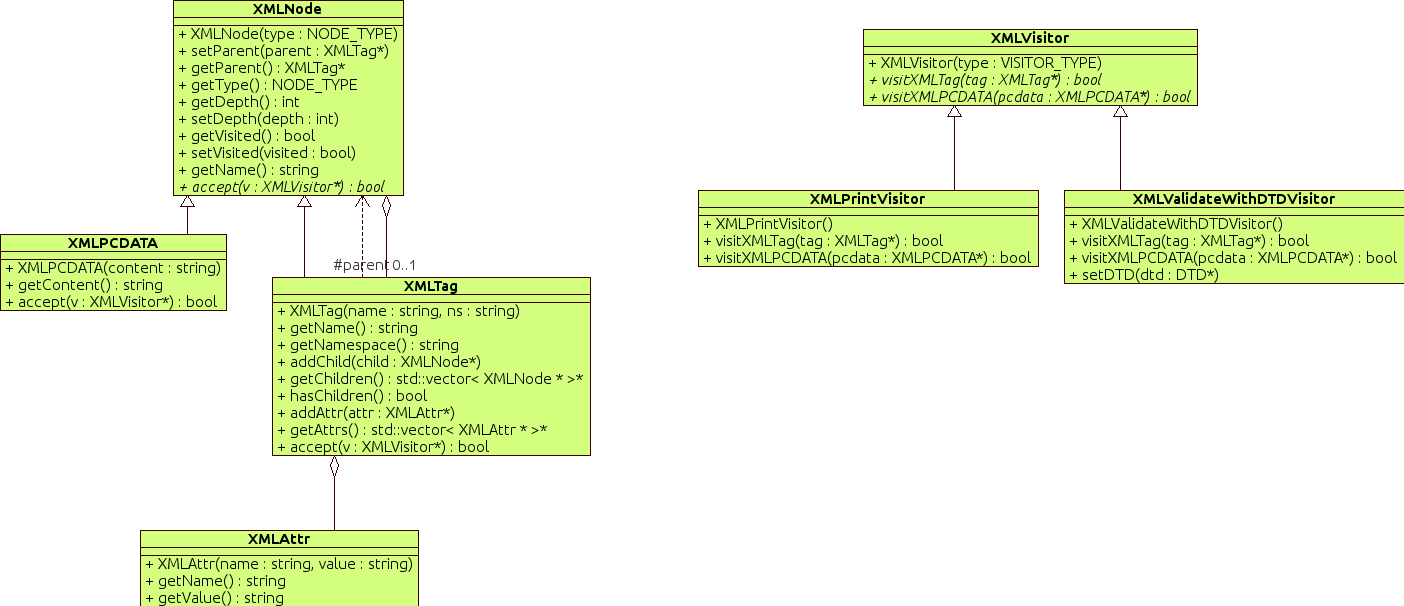 XMLNode
+ XMLNode(type : NODE_TYPE)
+ setParent(parent : XMLTag*)
+ getParent() : XMLTag*
+ getType() : NODE_TYPE
+ getDepth() : int
+ setDepth(depth : int)
+ getVisited() : bool
+ setVisited(visited : bool)
+ getName() : string
+ accept(v : XMLVisitor*) : bool
XMLPCDATA
+ XMLPCDATA(content : string)
+ getContent() : string
+ accept(v : XMLVisitor*) : bool
#parent 0..1
XMLTag
+ XMLTag(name : string, ns : string)
+ getName() : string
+ getNamespace() : string
+ addChild(child : XMLNode*)
+ getChildren() : std::vector< XMLNode * >*
+ hasChildren() : bool
+ addAttr(attr : XMLAttr*)
+ getAttrs() : std::vector< XMLAttr * >*
+ accept(v : XMLVisitor*) : bool
XMLAttr
+ XMLAttr(name : string, value : string)
+ getName() : string
+ getValue() : string
XMLVisitor
+ XMLVisitor(type : VISITOR_TYPE)
+ visitXMLTag(tag : XMLTag*) : bool
+ visitXMLPCDATA(pcdata : XMLPCDATA*) : bool
XMLPrintVisitor
+ XMLPrintVisitor()
+ visitXMLTag(tag : XMLTag*) : bool
+ visitXMLPCDATA(pcdata : XMLPCDATA*) : bool
XMLValidateWithDTDVisitor
+ XMLValidateWithDTDVisitor()
+ visitXMLTag(tag : XMLTag*) : bool
+ visitXMLPCDATA(pcdata : XMLPCDATA*) : bool
+ setDTD(dtd : DTD*)